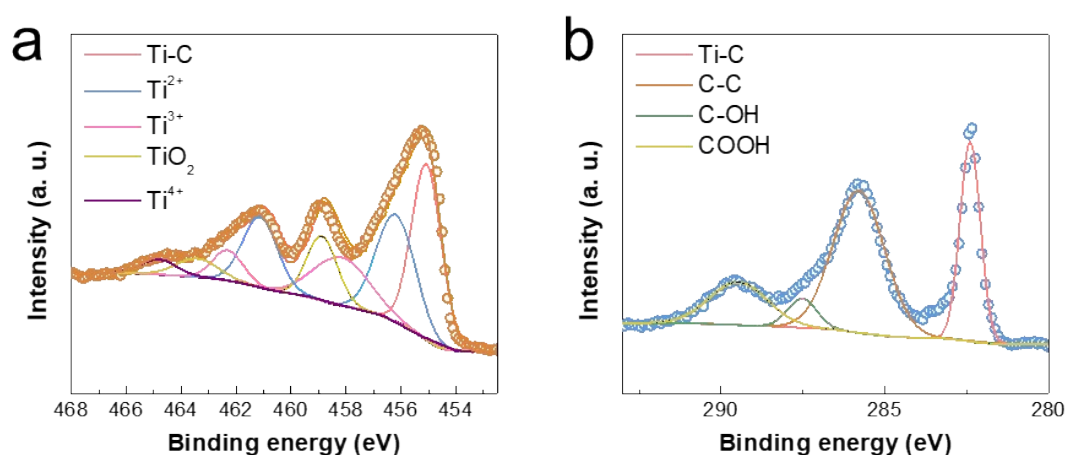 a
Ti-C
Ti2+
Ti3+
TiO2
Ti4+
Intensity (a. u.)
468 466 464 462 460 458 456 454
Binding energy (eV)
b
Ti-C
C-C
C-OH
COOH
Intensity (a. u.)
290 285 280
Binding energy (eV)